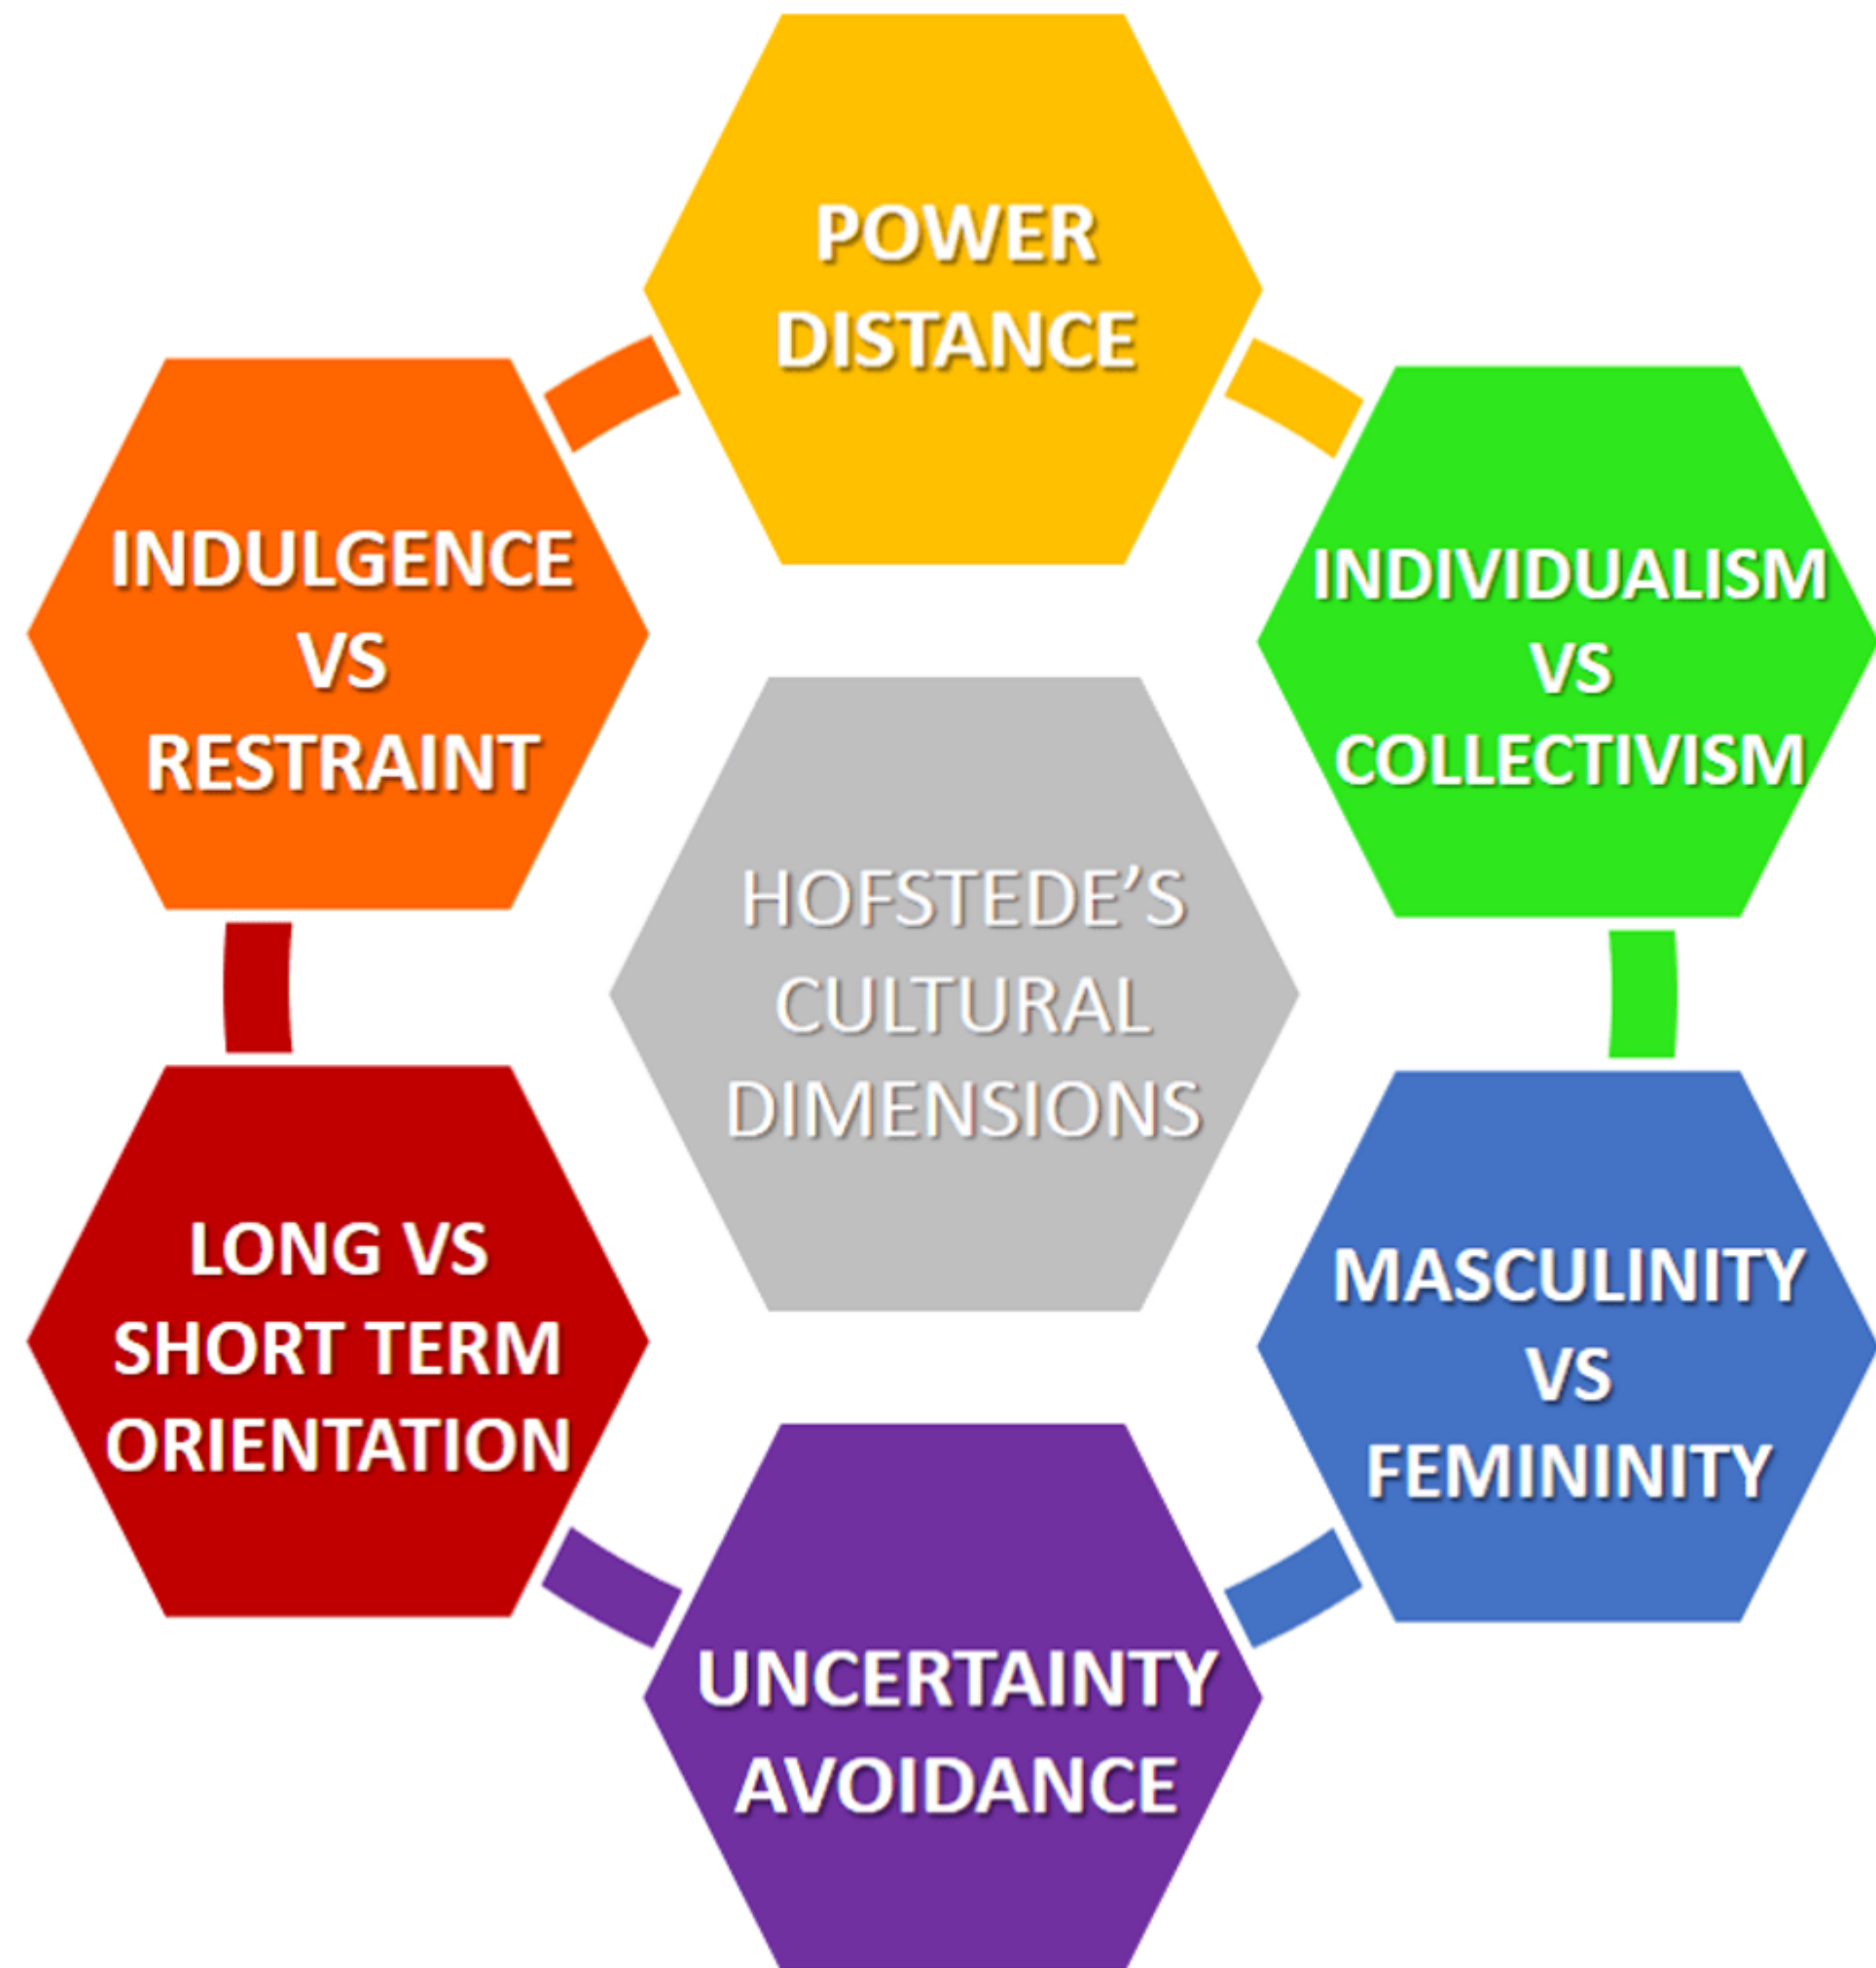 POWER
DISTANCE
INDIVIDUALISM
VS
COLLECTIVISM
MASCULINITY
VS
FEMININITY
UNCERTAINTY
AVOIDANCE
LONG VS
SHORT TERM
ORIENTATION
INDULGENCE
VS
RESTRAINT
HOFSTEDE’S
CULTURAL
DIMENSIONS